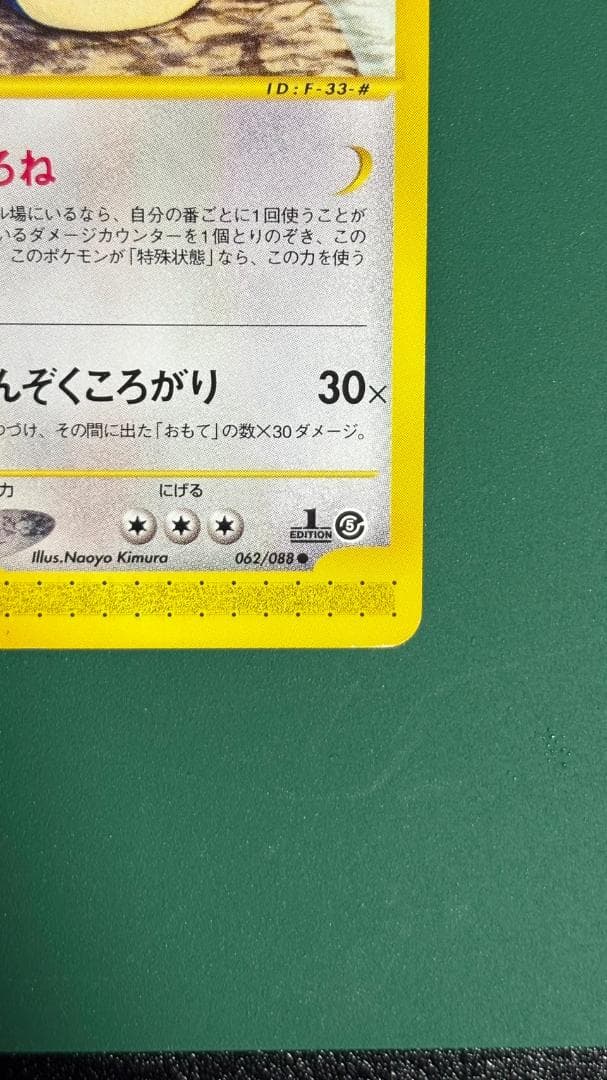 ID:F-33-#
ろね
ル場にいるなら、自分の番ごとに1回使うことが
いるダメージカウンターを1個とりのぞき、この
このポケモンが「特殊状態」なら、この力を使う
んぞくころがり 30×
つづけ、その間に出た「おもて」の数×30ダメージ。
力 にげる
1
EDITION
5
Illus.Naoyo Kimura 062/088●